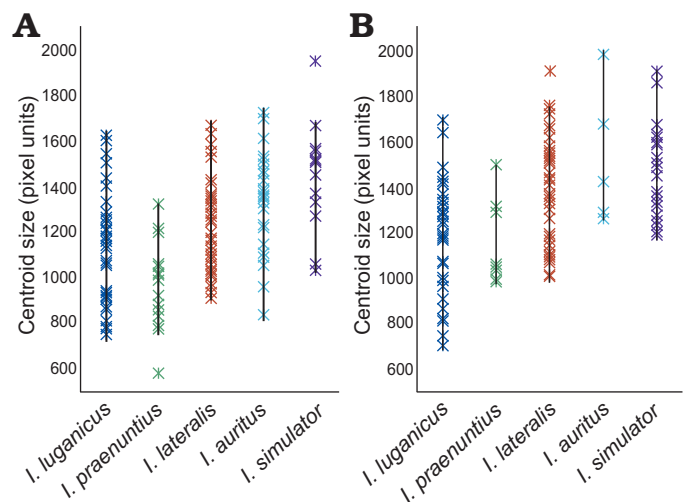 A
Centroid size (pixel units)
2000
1800
1600
1400
1200
1000
800
600
I. luganicus
I. praenuntius
I. lateralis
I. auritus
I. simulator
B
Centroid size (pixel units)
2000
1800
1600
1400
1200
1000
800
600
I. luganicus
I. praenuntius
I. lateralis
I. auritus
I. simulator